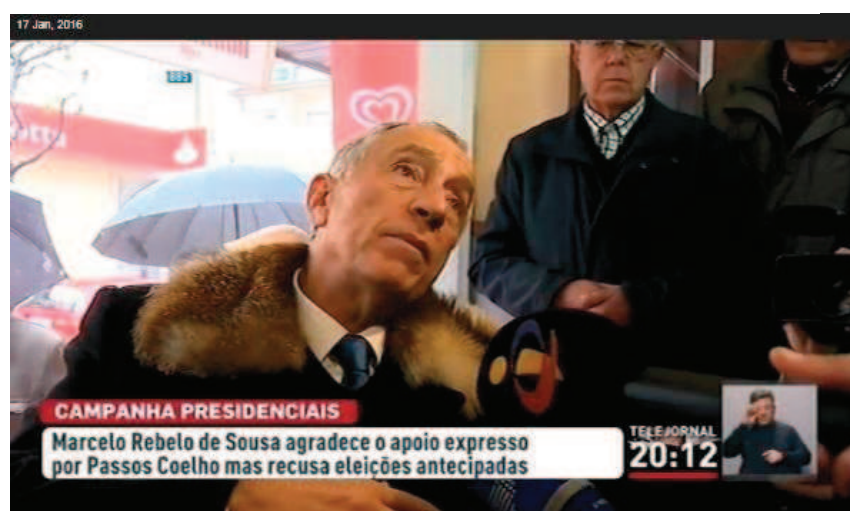 17 Jan, 2016
885
CAMPANHA PRESIDENCIAIS
Marcelo Rebelo de Sousa agradece o apoio expresso
por Passos Coelho mas recusa eleições antecipadas
TELEJORNAL
20:12